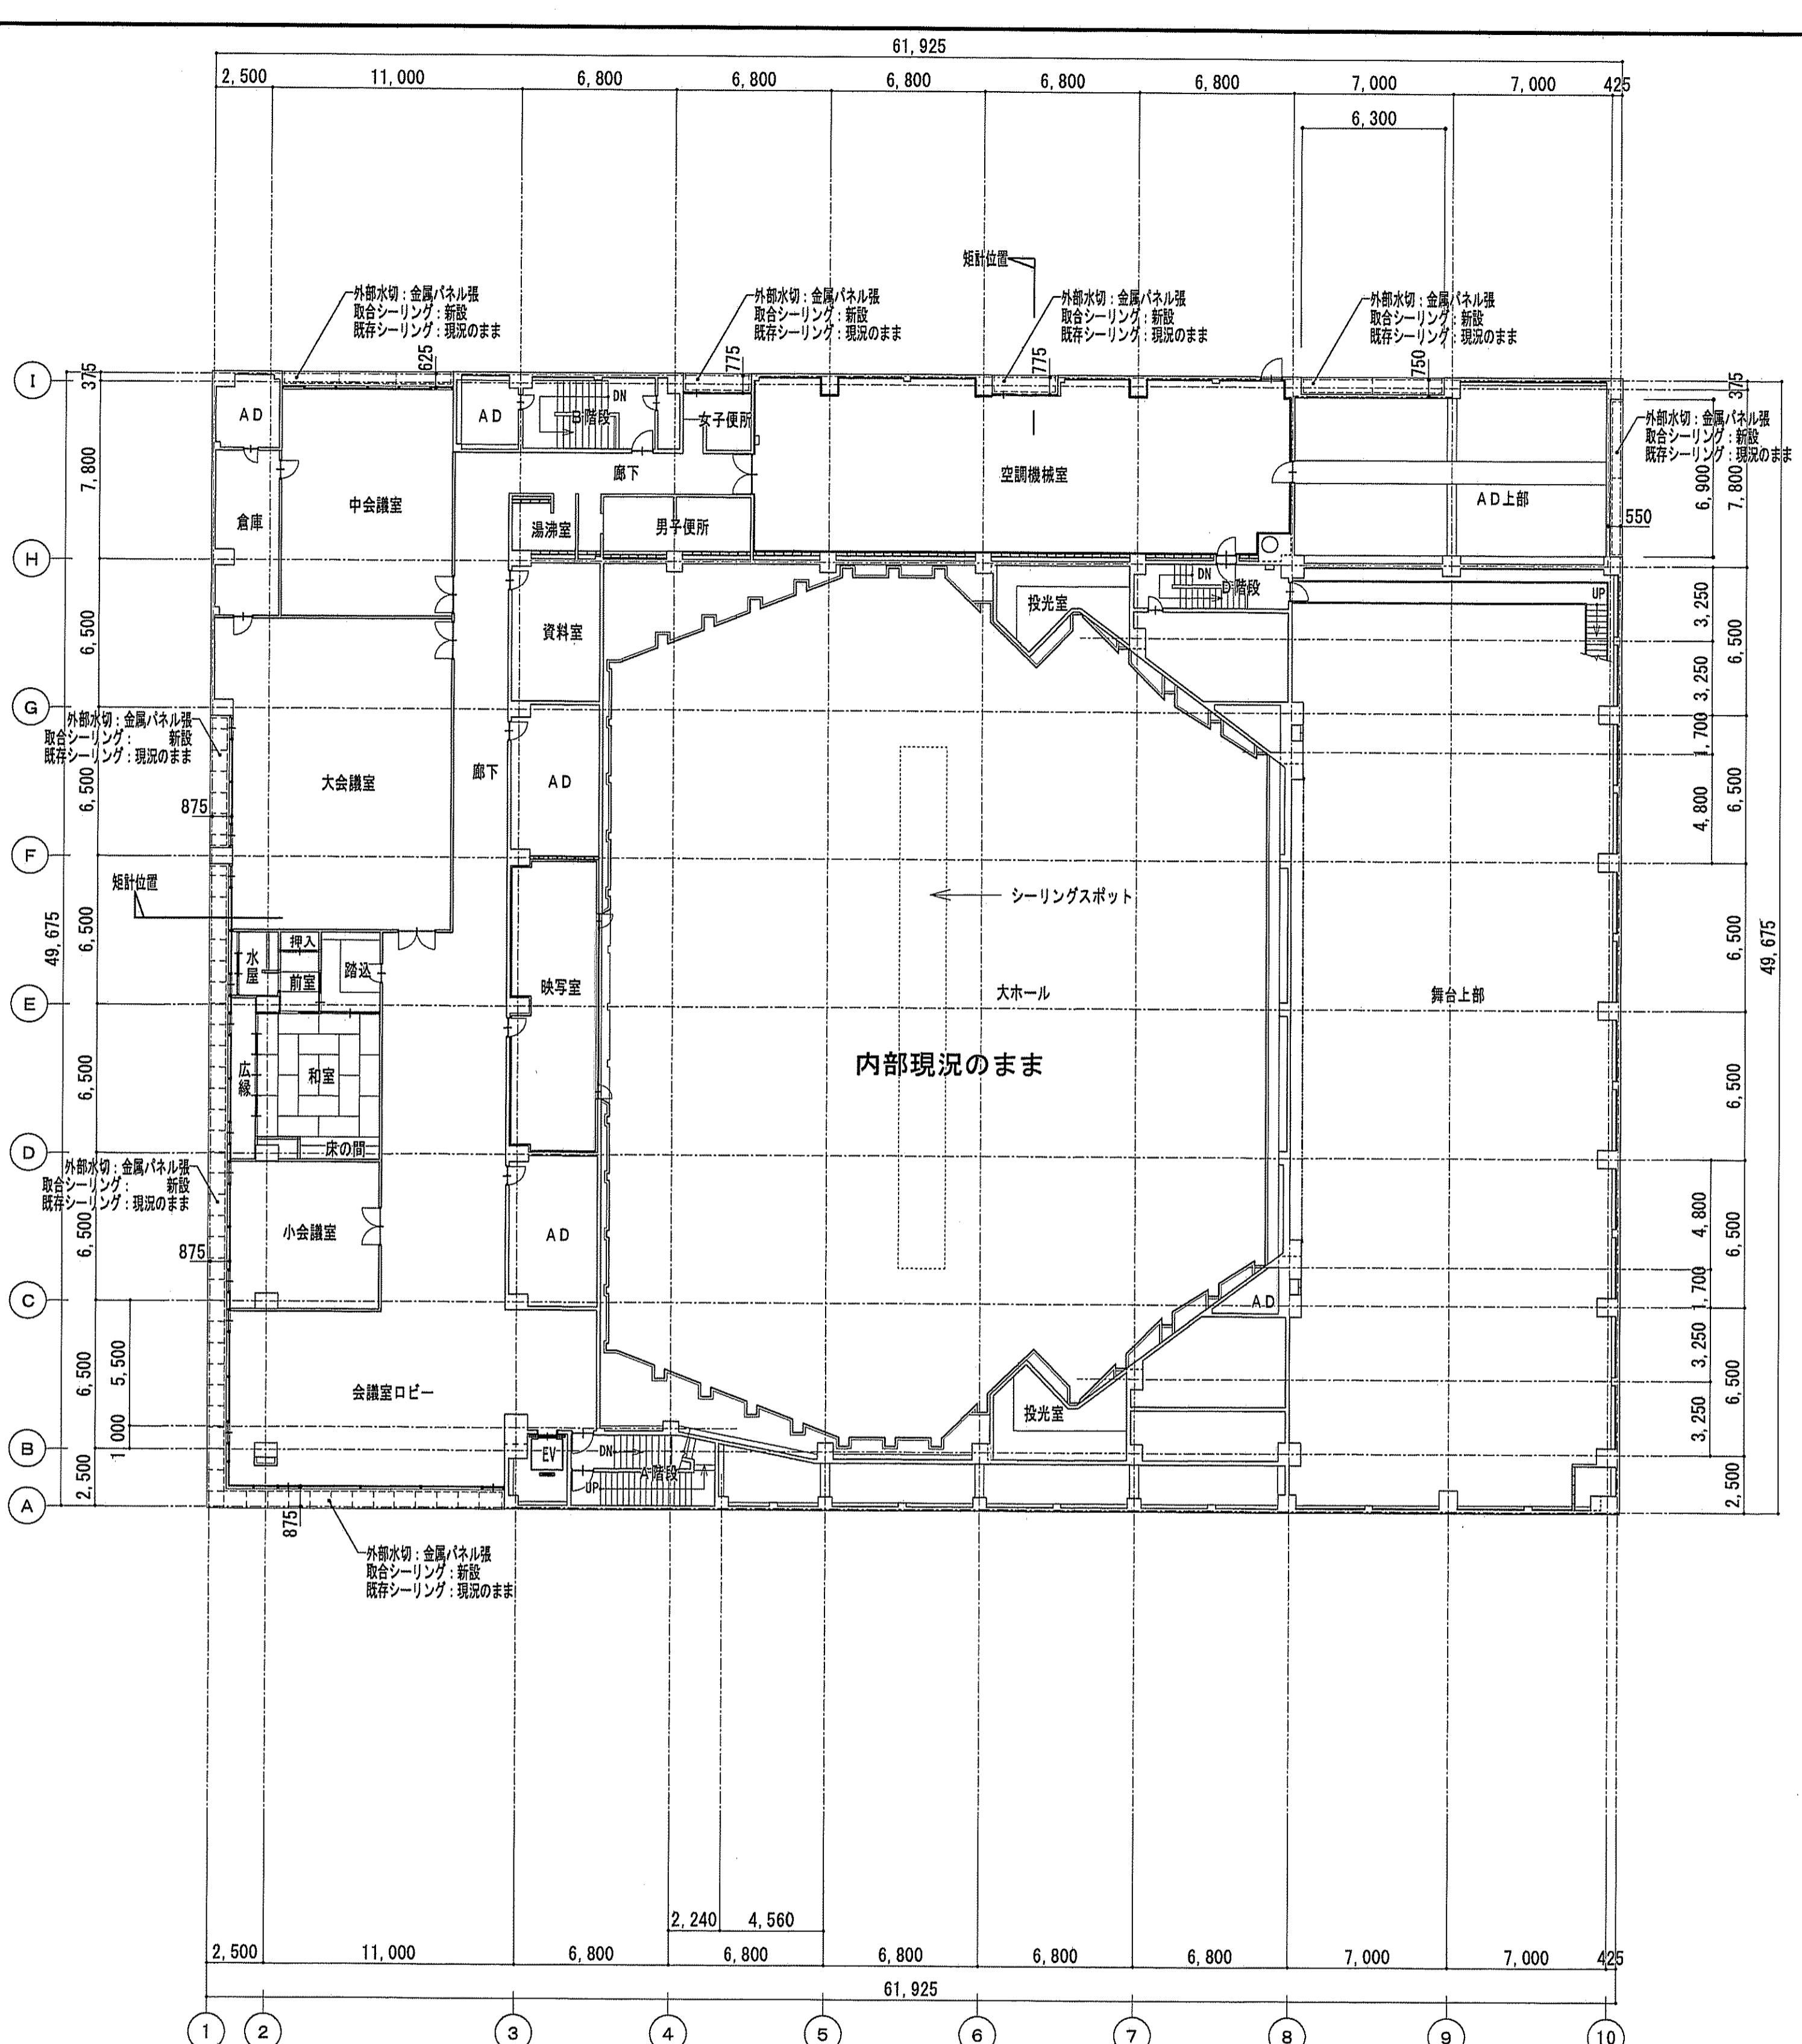 61,925
2,500 11,000 6,800 6,800 6,800 6,800 6,800 7,000 7,000 425
6,300
矩計位置
外部水切：金属パネル張
取合シーリング：新設
既存シーリング：現況のまま
625
外部水切：金属パネル張
取合シーリング：新設
既存シーリング：現況のまま
775
外部水切：金属パネル張
取合シーリング：新設
既存シーリング：現況のまま
775
外部水切：金属パネル張
取合シーリング：新設
既存シーリング：現況のまま
750
I
375
375
AD
AD
B階段
DN
女子便所
外部水切：金属パネル張
取合シーリング：新設
既存シーリング：現況のまま
7,800
廊下
空調機械室
AD上部
6,900
7,800
550
倉庫
中会議室
湯沸室
男子便所
H
DN
D階段
UP
投光室
資料室
6,500
3,250
6,500
3,250
G
外部水切：金属パネル張
取合シーリング：新設
既存シーリング：現況のまま
1,700
6,500
875
大会議室
廊下
AD
4,800
6,500
F
矩計位置
シーリングスポット
49,675
6,500
6,500
49,675
水屋
押入
前室
踏込
映写室
大ホール
舞台上部
E
内部現況のまま
広縁
和室
6,500
6,500
床の間
D
外部水切：金属パネル張
取合シーリング：新設
既存シーリング：現況のまま
6,500
875
小会議室
AD
4,800
6,500
C
AD
1,700
5,500
6,500
会議室ロビー
投光室
3,250
6,500
1,000
3,250
B
EV
DN
A階段
UP
2,500
2,500
A
875
外部水切：金属パネル張
取合シーリング：新設
既存シーリング：現況のまま
2,240 4,560
2,500 11,000 6,800 6,800 6,800 6,800 6,800 7,000 7,000 425
61,925
1 2 3 4 5 6 7 8 9 10